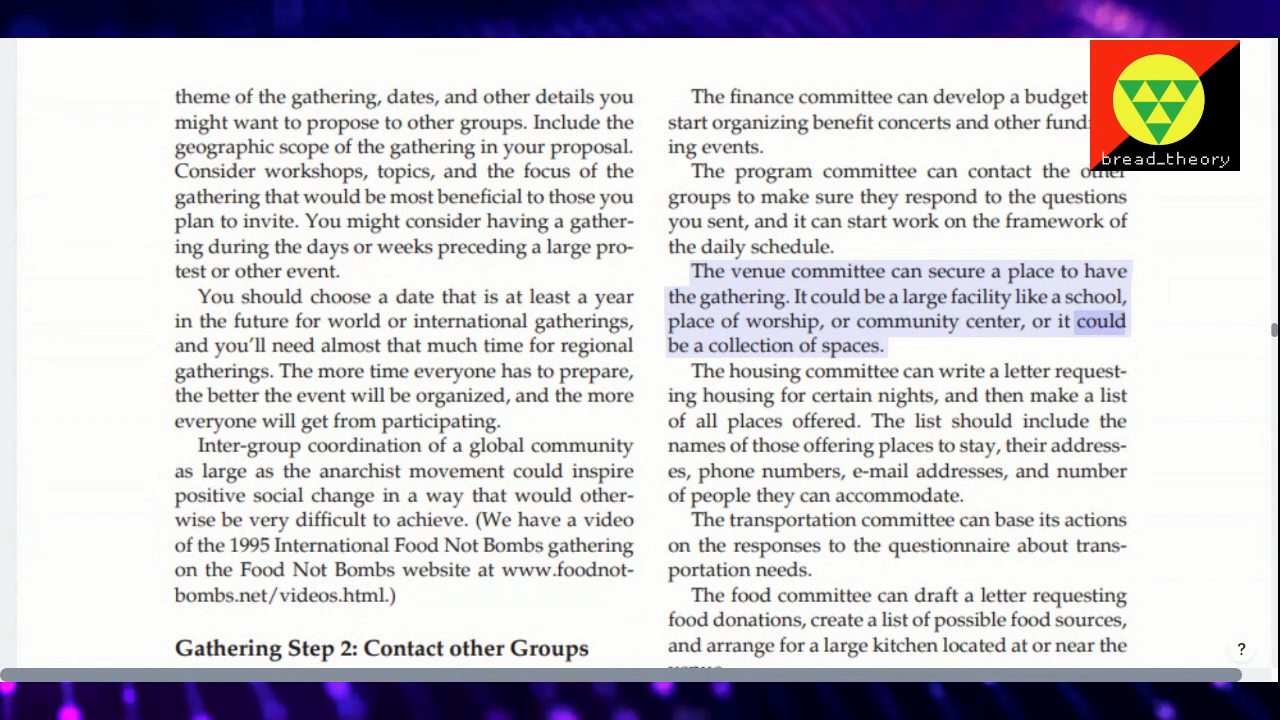 theme of the gathering, dates, and other details you
might want to propose to other groups. Include the
geographic scope of the gathering in your proposal.
Consider workshops, topics, and the focus of the
gathering that would be most beneficial to those you
plan to invite. You might consider having a gather-
ing during the days or weeks preceding a large pro-
test or other event.
You should choose a date that is at least a year
in the future for world or international gatherings,
and you'll need almost that much time for regional
gatherings. The more time everyone has to prepare,
the better the event will be organized, and the more
everyone will get from participating.
Inter-group coordination of a global community
as large as the anarchist movement could inspire
positive social change in a way that would other-
wise be very difficult to achieve. (We have a video
of the 1995 International Food Not Bombs gathering
on the Food Not Bombs website at www.foodnot-
bombs.net/videos.html.)
Gathering Step 2: Contact other Groups
The finance committee can develop a budget
start organizing benefit concerts and other fund
ing events.
The program committee can contact the other
groups to make sure they respond to the questions
you sent, and it can start work on the framework of
the daily schedule.
The venue committee can secure a place to have
the gathering. It could be a large facility like a school,
place of worship, or community center, or it could
be a collection of spaces.
The housing committee can write a letter request-
ing housing for certain nights, and then make a list
of all places offered. The list should include the
names of those offering places to stay, their address-
es, phone numbers, e-mail addresses, and number
of people they can accommodate.
The transportation committee can base its actions
on the responses to the questionnaire about trans-
portation needs.
The food committee can draft a letter requesting
food donations, create a list of possible food sources,
and arrange for a large kitchen located at or near the
bread_theory
?